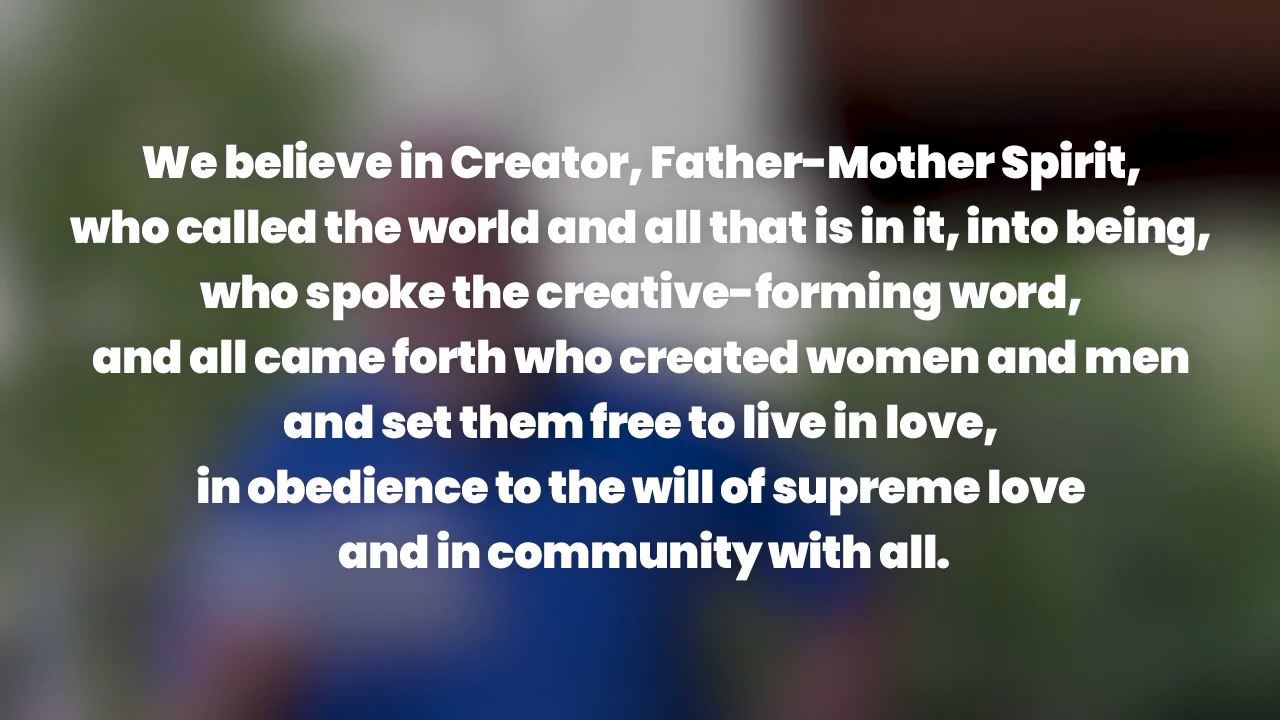 We believe in Creator, Father-Mother Spirit,
who called the world and all that is in it, into being,
who spoke the creative-forming word,
and all came forth who created women and men
and set them free to live in love,
in obedience to the will of supreme love
and in community with all.